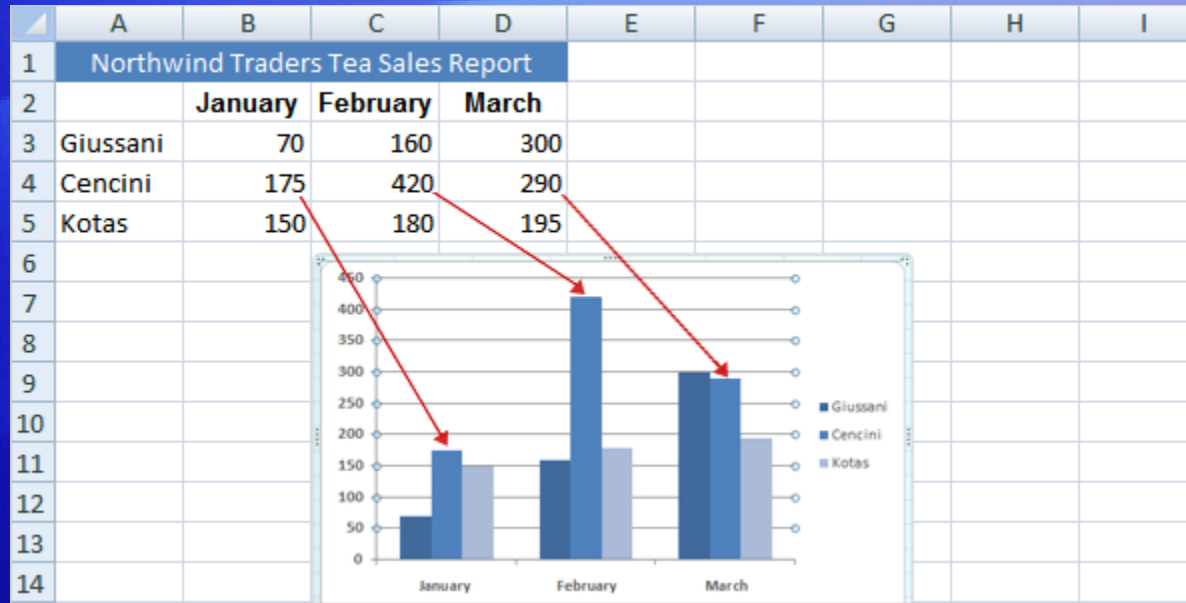 A B C D E F G H I
1 Northwind Traders Tea Sales Report
2 January February March
3 Giussani 70 160 300
4 Cencini 175 420 290
5 Kotas 150 180 195
6
7
8
9
10
11
12
13
14
450
400
350
300
250
200
150
100
50
0
January February March
Giussani
Cencini
Kotas